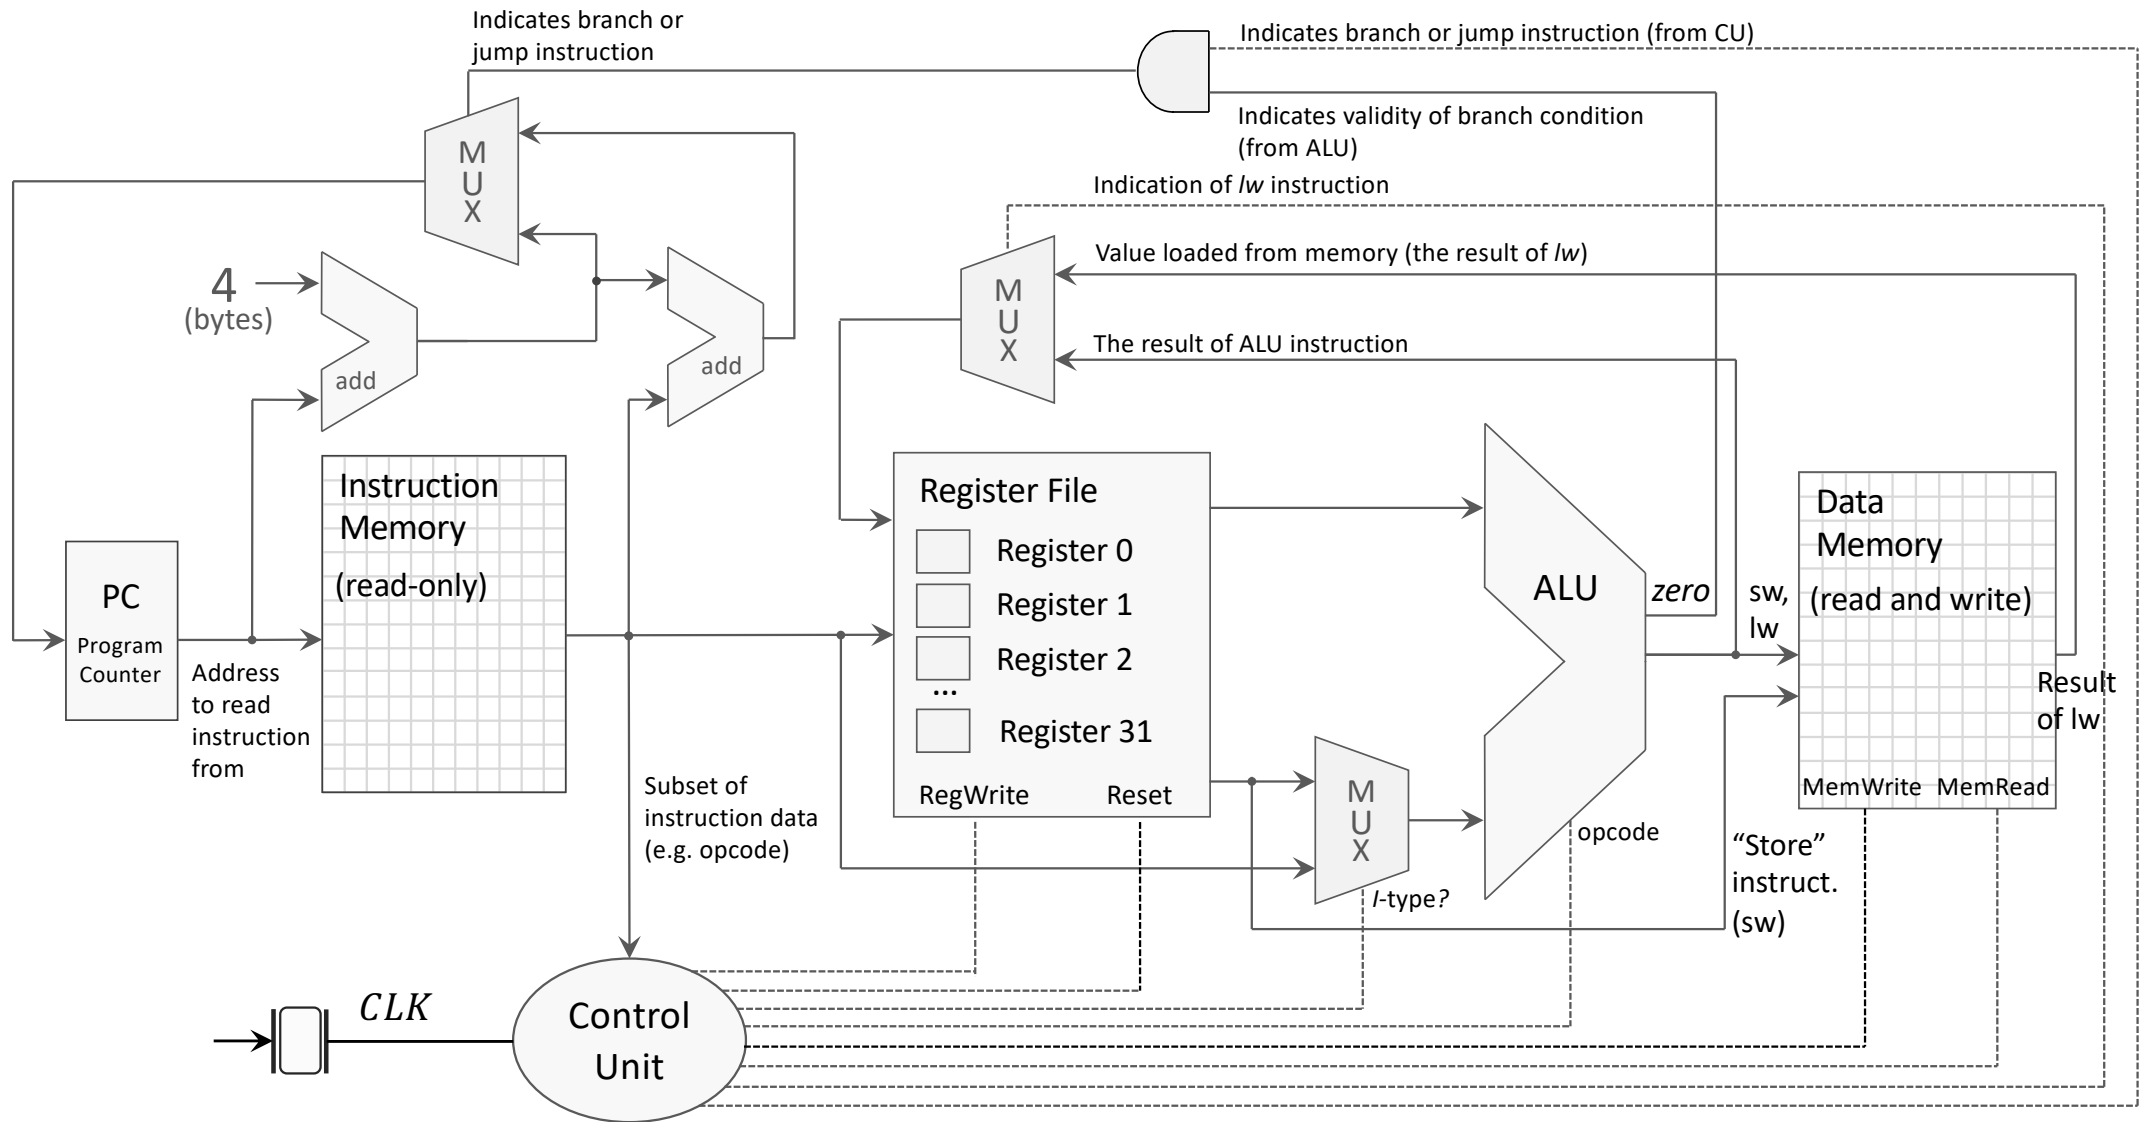 Indicates branch or
jump instruction
Indicates branch or jump instruction (from CU)
Indicates validity of branch condition
(from ALU)
M
U
X
Indication of lw instruction
Value loaded from memory (the result of lw)
M
U
X
The result of ALU instruction
4
(bytes)
add
add
Instruction
Memory
(read-only)
Register File
Register 0
Register 1
Register 2
...
Register 31
RegWrite
Reset
ALU
zero
sw,
lw
Data
Memory
(read and write)
MemWrite
MemRead
Result
of lw
PC
Program
Counter
Address
to read
instruction
from
Subset of
instruction data
(e.g. opcode)
M
U
X
I-type?
opcode
"Store"
instruct.
(sw)
CLK
Control
Unit